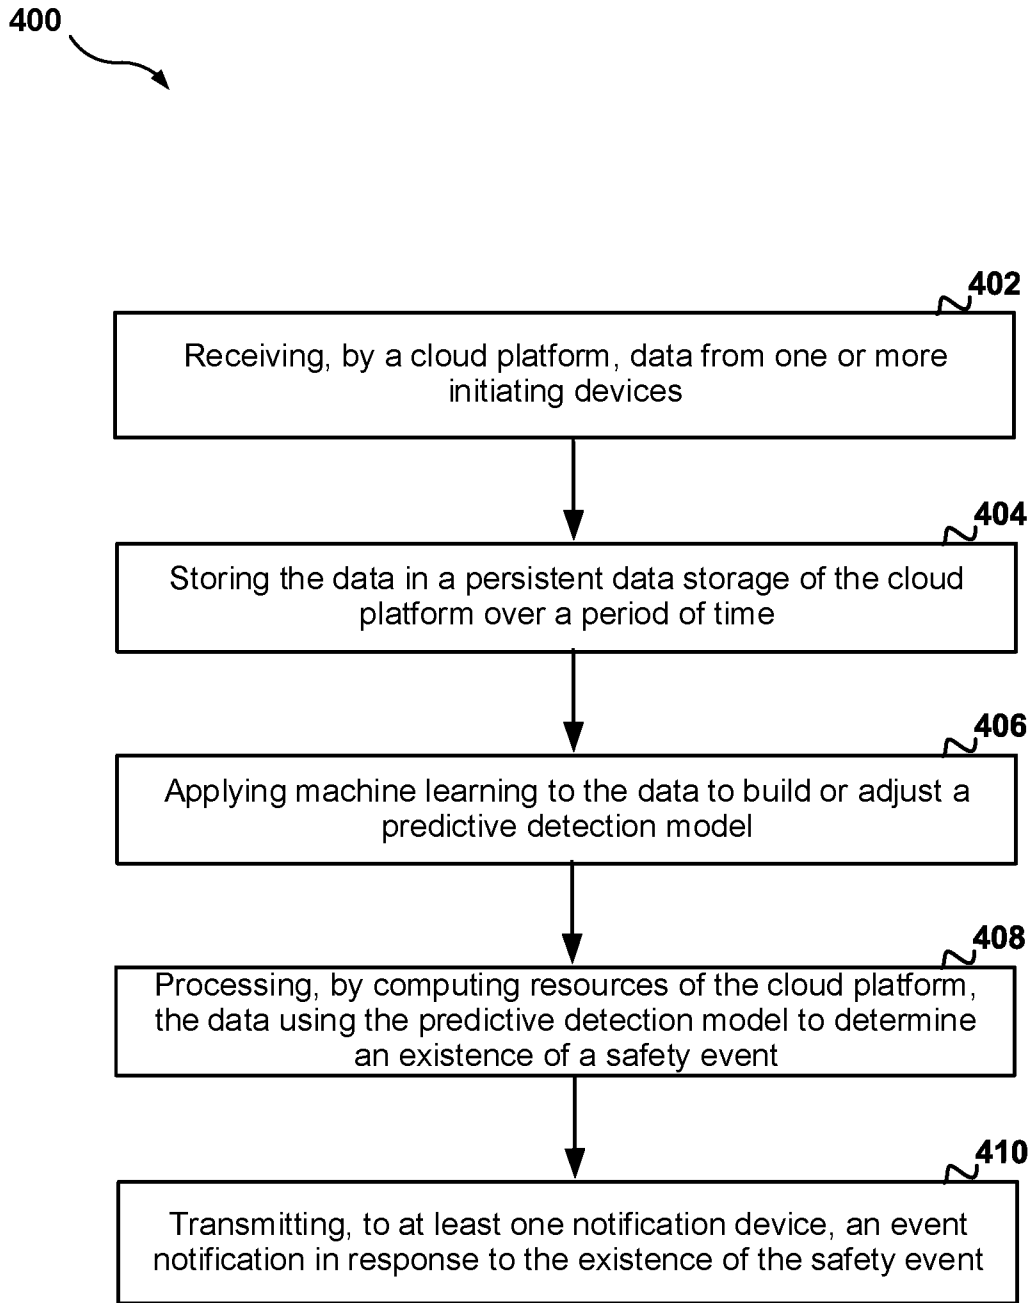 400
402
Receiving, by a cloud platform, data from one or more
initiating devices
404
Storing the data in a persistent data storage of the cloud
platform over a period of time
406
Applying machine learning to the data to build or adjust a
predictive detection model
408
Processing, by computing resources of the cloud platform,
the data using the predictive detection model to determine
an existence of a safety event
410
Transmitting, to at least one notification device, an event
notification in response to the existence of the safety event